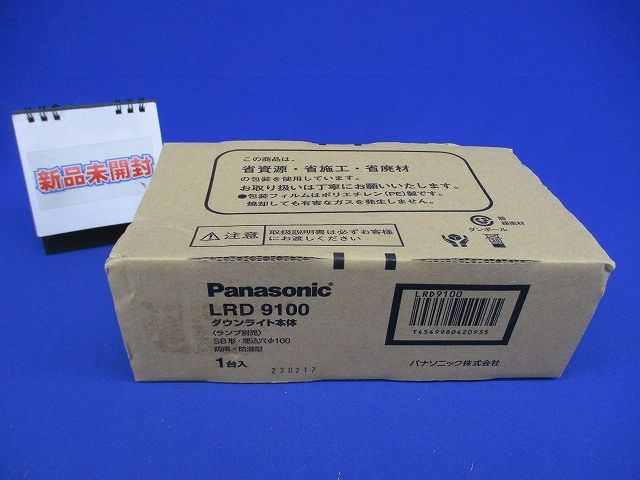 新品未開封
この商品は、
省資源・省施工・省廃材
の包装を使用しています。
お取り扱いは丁寧にお願いいたします。
●包装フィルムはポリエチレン(PE)製です。
焼却しても有害なガスを発生しません。
注意
取扱説明書は必ずお客様
にお渡しください
ダンボール
Panasonic
LRD 9100
ダウンライト本体
〈ランプ別売〉
SB形・埋込穴φ100
防雨・防湿型
1台入
230217
LRD9100
T4549980420935
パナソニック株式会社